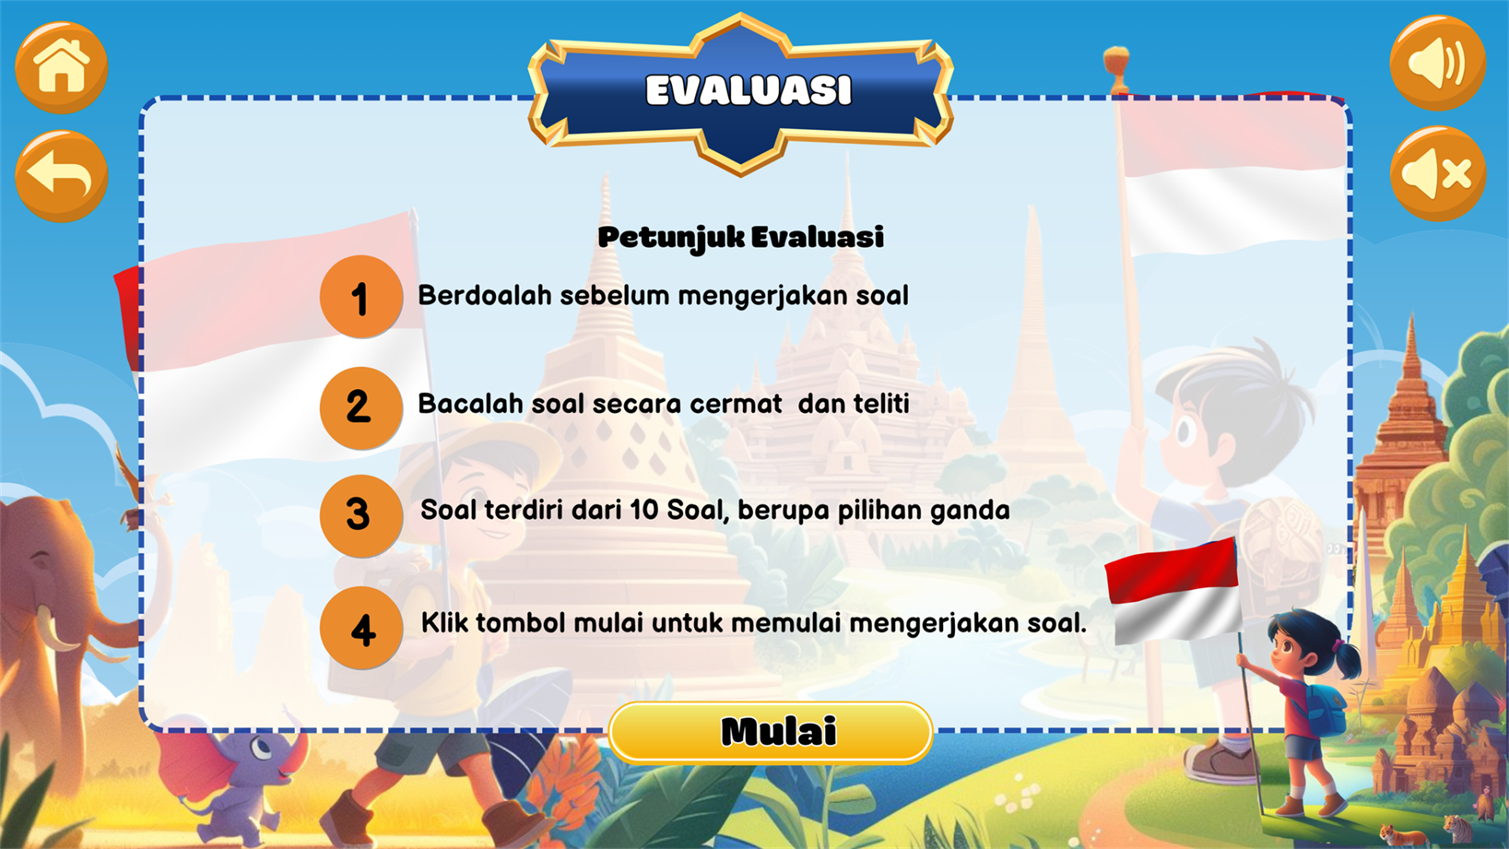 EVALUASI
Petunjuk Evaluasi
1 Berdoalah sebelum mengerjakan soal
2 Bacalah soal secara cermat  dan teliti
3 Soal terdiri dari 10 Soal, berupa pilihan ganda
4 Klik tombol mulai untuk memulai mengerjakan soal.
Mulai